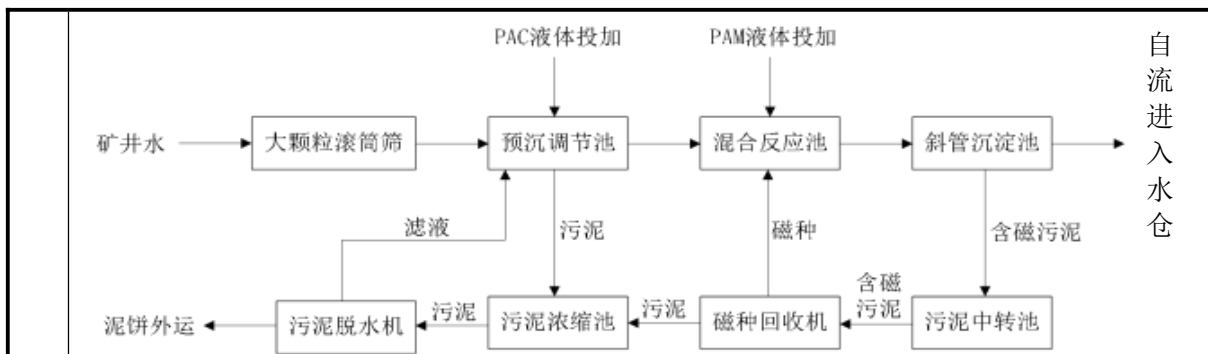 PAC液体投加
PAM液体投加
矿井水
大颗粒滚筒筛
预沉调节池
混合反应池
斜管沉淀池
自流进入水仓
滤液
污泥
磁种
含磁污泥
泥饼外运
污泥脱水机
污泥
污泥浓缩池
污泥
磁种回收机
含磁
污泥
污泥中转池